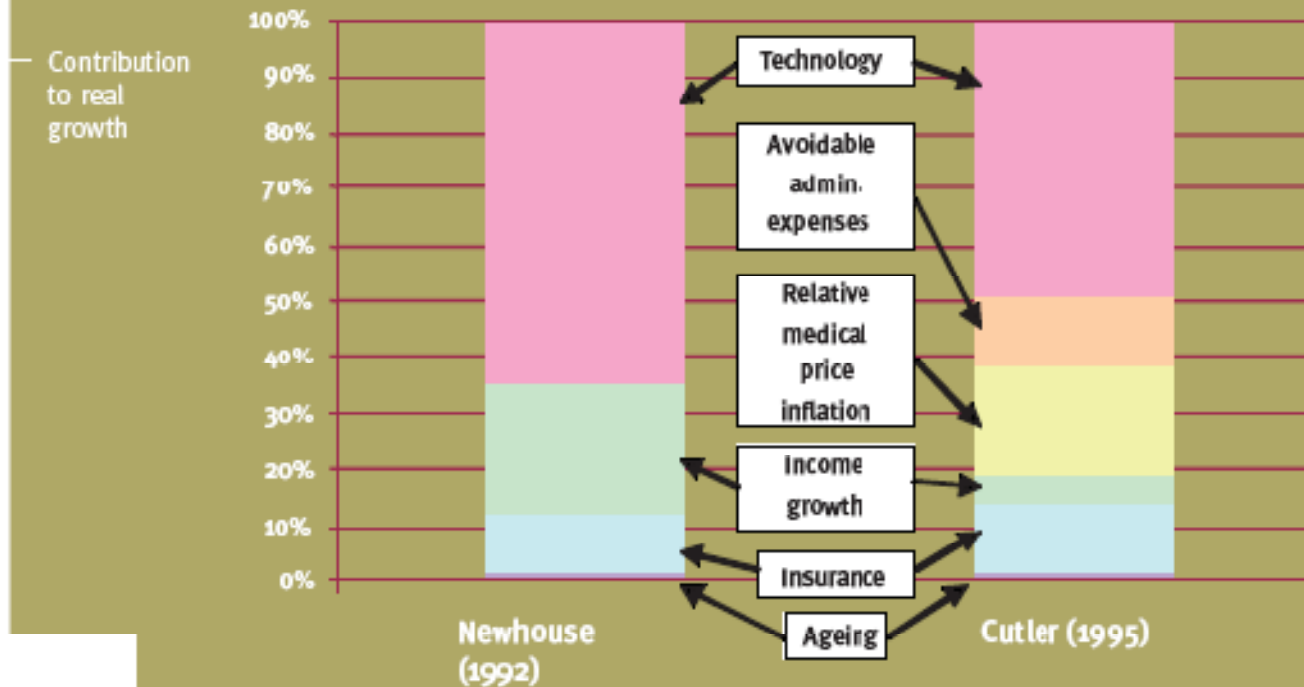 Contribution
to real
growth
100%
90%
80%
70%
60%
50%
40%
30%
20%
10%
0%
Technology
Avoidable
admin.
expenses
Relative
medical
price
inflation
Income
growth
Insurance
Ageing
Newhouse
(1992)
Cutler (1995)